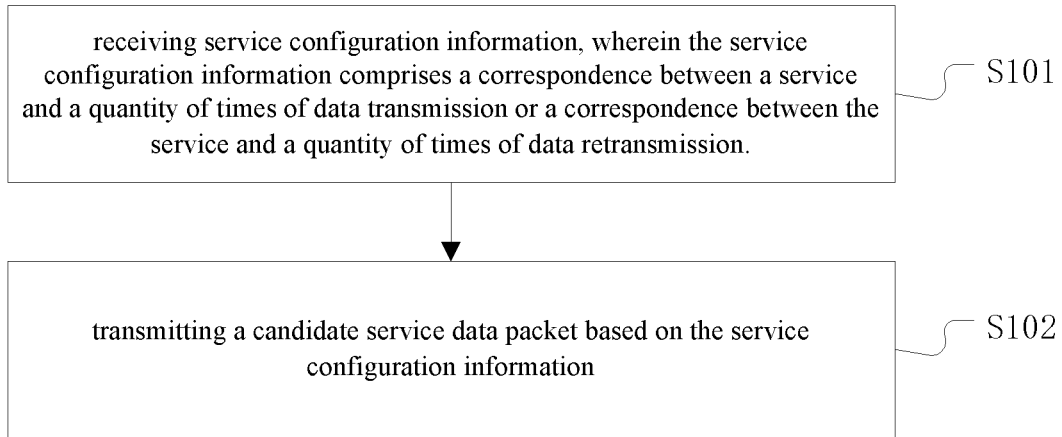 receiving service configuration information, wherein the service
configuration information comprises a correspondence between a service
and a quantity of times of data transmission or a correspondence between the
service and a quantity of times of data retransmission.
S101
transmitting a candidate service data packet based on the service
configuration information
S102